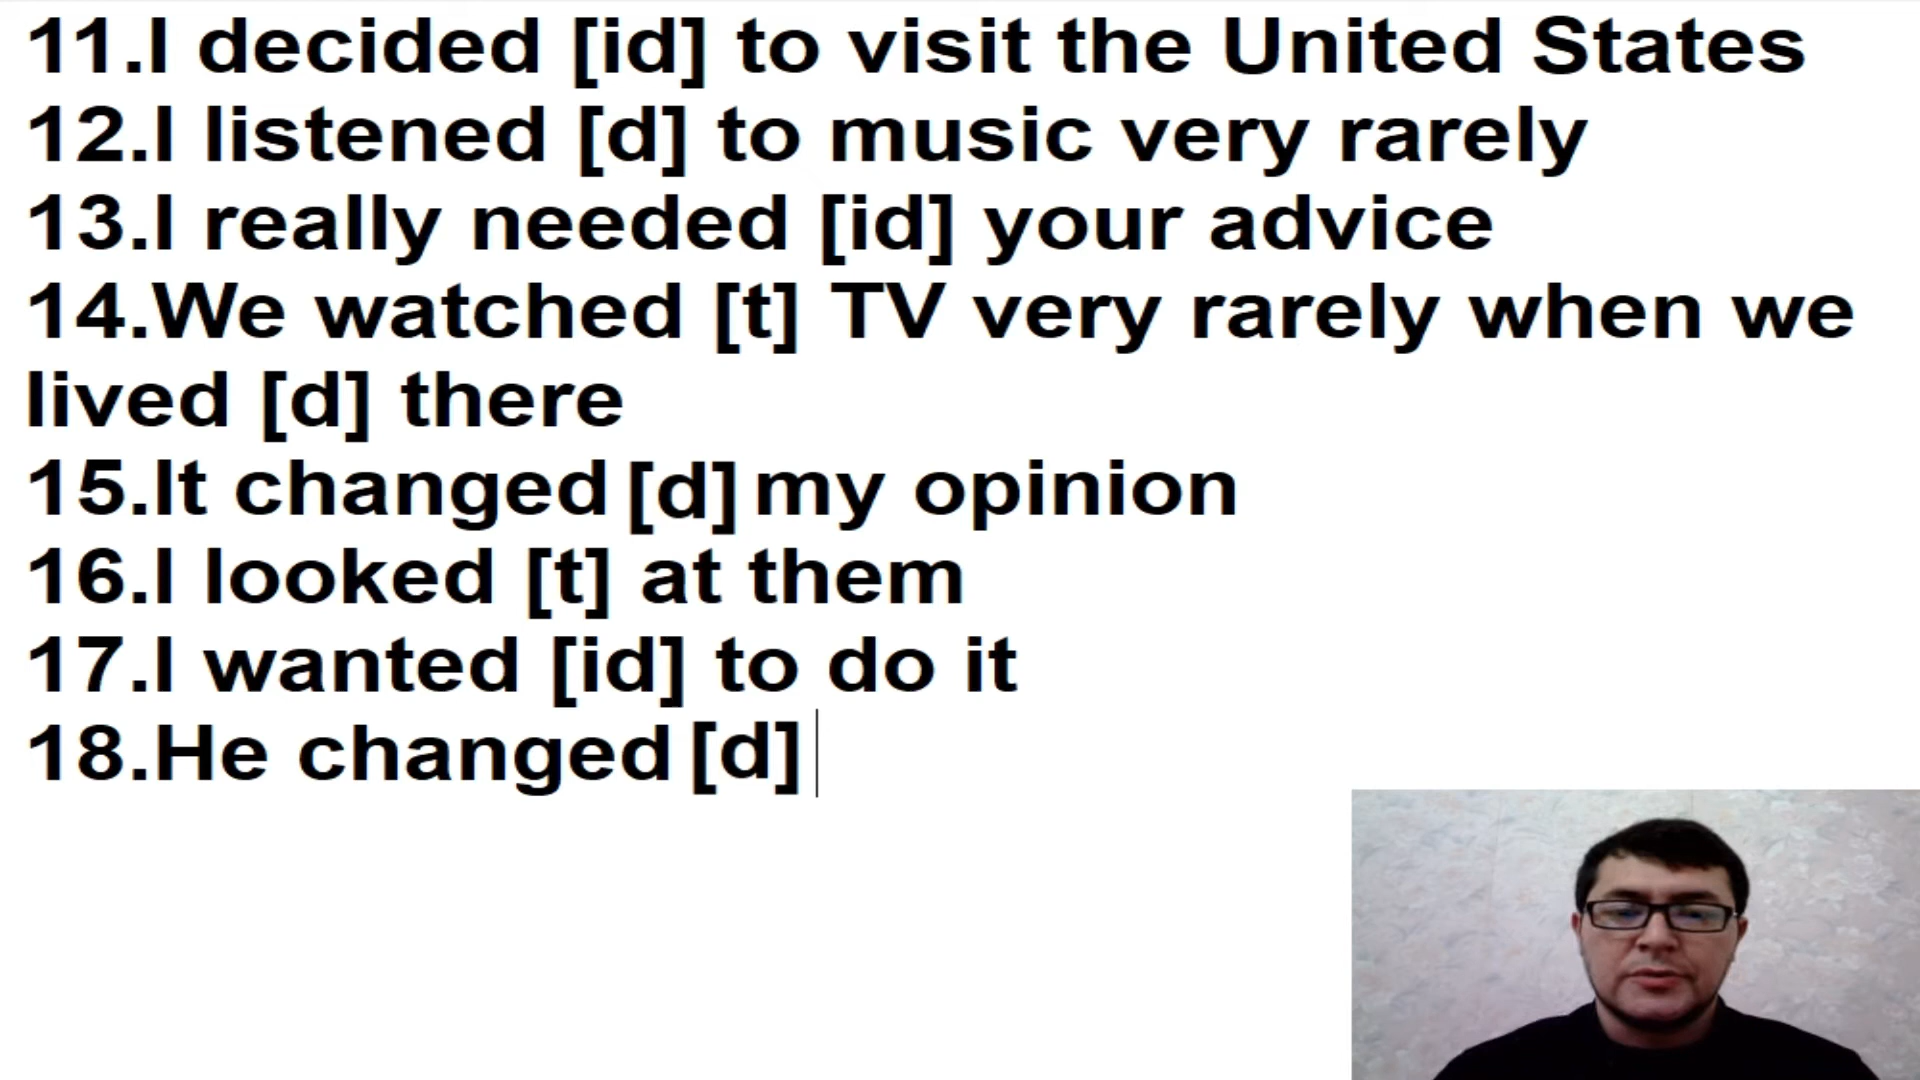 11.I decided [id] to visit the United States
12.I listened [d] to music very rarely
13.I really needed [id] your advice
14.We watched [t] TV very rarely when we
lived [d] there
15.It changed [d] my opinion
16.I looked [t] at them
17.I wanted [id] to do it
18.He changed [d]